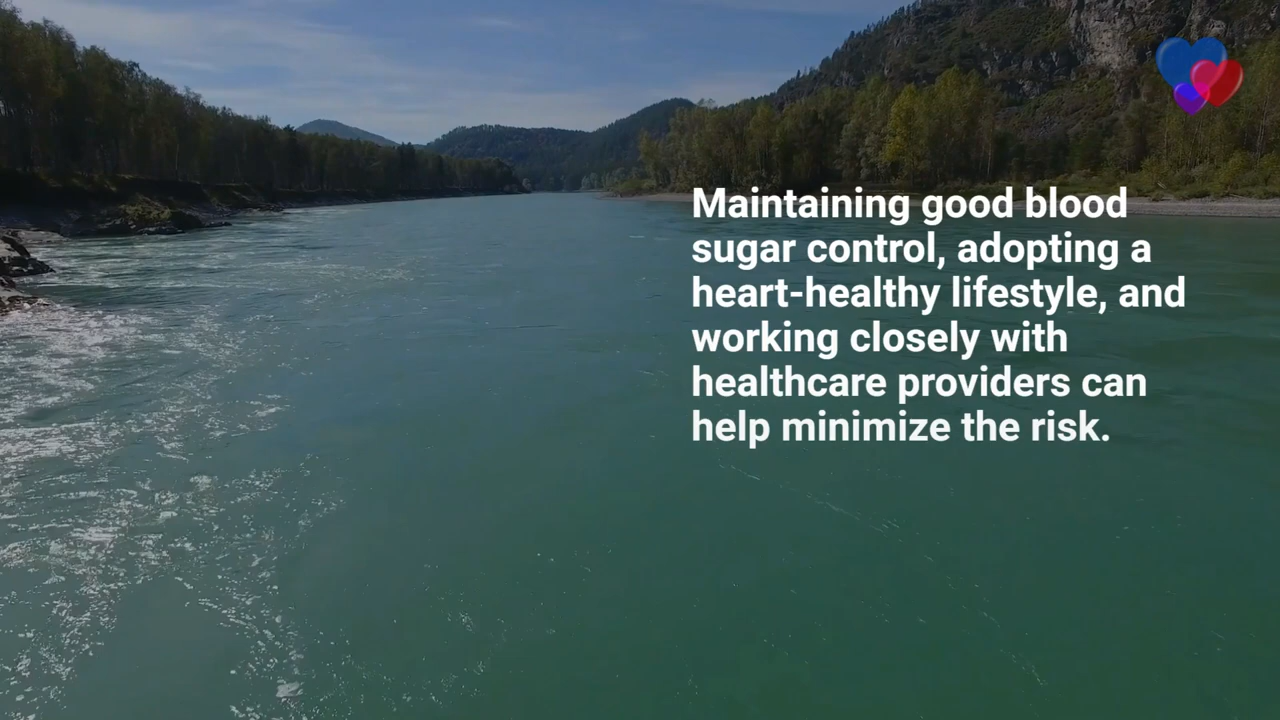 Maintaining good blood
sugar control, adopting a
heart-healthy lifestyle, and
working closely with
healthcare providers can
help minimize the risk.